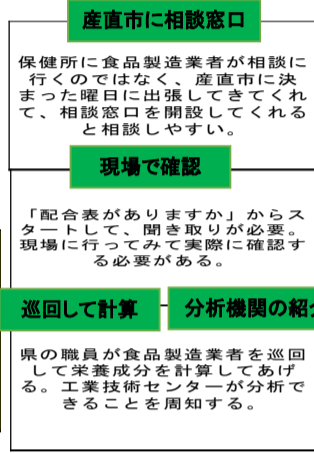 産直市に相談窓口
保健所に食品製造業者が相談に
行くのではなく、産直市に決
まった曜日に出張してきてくれ
て、相談窓口を開設してくれる
と相談しやすい。
現場で確認
「配合表がありますか」からス
タートして、聞き取りが必要。
現場に行ってみて実際に確認す
る必要がある。
巡回して計算
分析機関の紹
県の職員が食品製造業者を巡回
して栄養成分を計算してあげ
る。工業技術センターが分析で
きることを周知する。